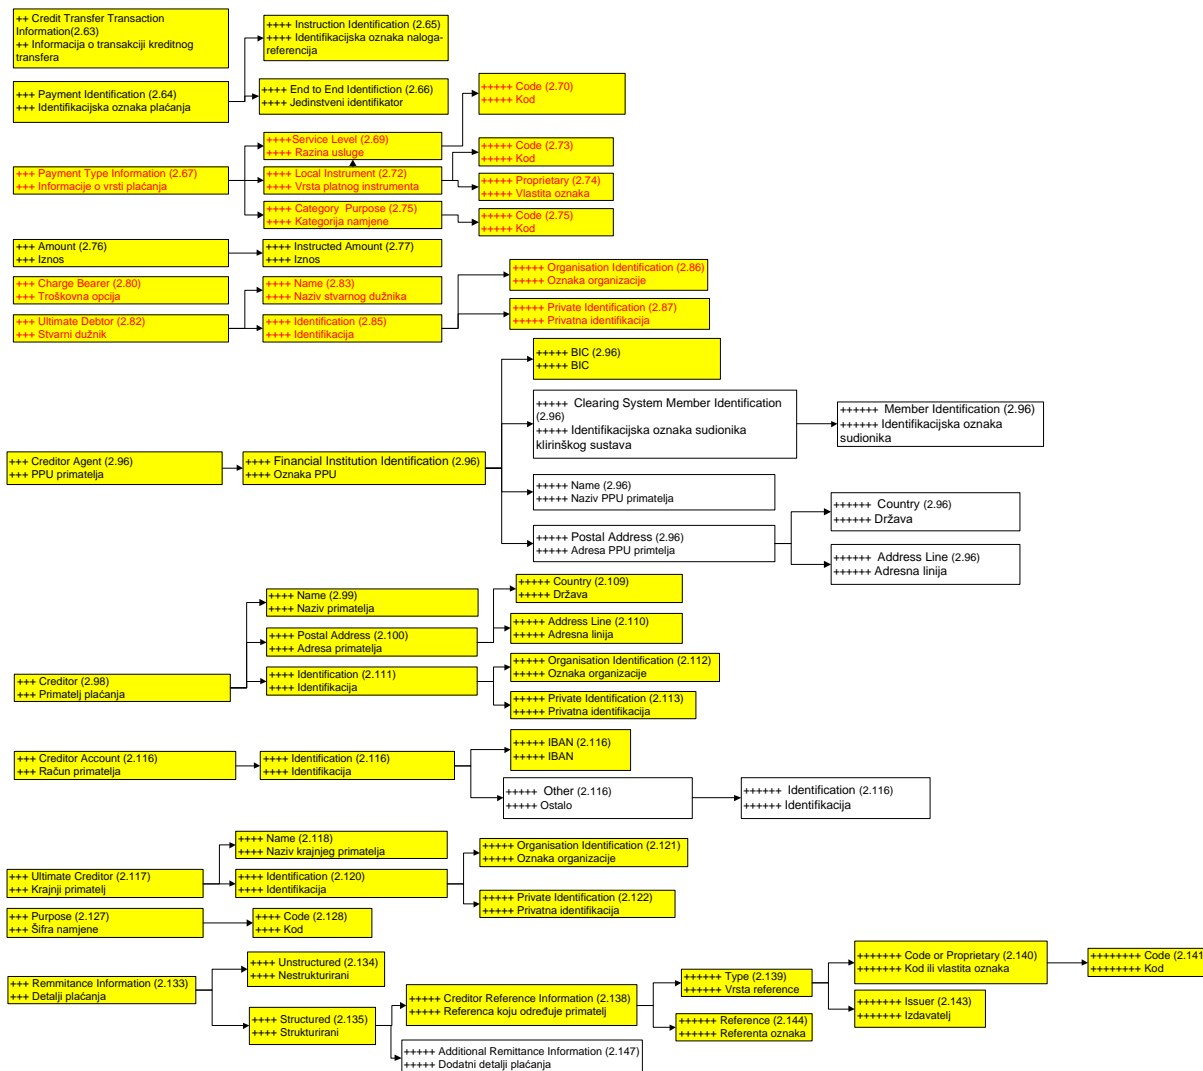 ++ Credit Transfer Transaction
Information(2.63)
++ Informacija o transakciji kreditnog
transfera
++++ Instruction Identification (2.65)
++++ Identifikacijska oznaka naloga-
referencija
+++ Payment Identification (2.64)
+++ Identifikacijska oznaka plaćanja
++++ End to End Identifiction (2.66)
++++ Jedinstveni identifikator
+++++ Code (2.70)
+++++ Kod
++++Service Level (2.69)
++++ Razina usluge
+++++ Code (2.73)
+++++ Kod
+++ Payment Type Information (2.67)
+++ Informacije o vrsti plaćanja
++++ Local Instrument (2.72)
++++ Vrsta platnog instrumenta
+++++ Proprietary (2.74)
+++++ Vlastita oznaka
++++ Category  Purpose (2.75)
++++ Kategorija namjene
+++++ Code (2.75)
+++++ Kod
+++ Amount (2.76)
+++ Iznos
++++ Instructed Amount (2.77)
++++ Iznos
+++++ Organisation Identification (2.86)
+++++ Oznaka organizacije
+++ Charge Bearer (2.80)
+++ Troškovna opcija
++++ Name (2.83)
++++ Naziv stvarnog dužnika
+++++ Private Identification (2.87)
+++++ Privatna identifikacija
+++ Ultimate Debtor (2.82)
+++ Stvarni dužnik
++++ Identification (2.85)
++++ Identifikacija
+++++ BIC (2.96)
+++++ BIC
+++++  Clearing System Member Identification
(2.96)
+++++ Identifikacijska oznaka sudionika
klirinškog sustava
++++++  Member Identification (2.96)
++++++ Identifikacijska oznaka
sudionika
+++ Creditor Agent (2.96)
+++ PPU primatelja
++++ Financial Institution Identification (2.96)
++++ Oznaka PPU
+++++  Name (2.96)
+++++ Naziv PPU primatelja
++++++  Country (2.96)
++++++ Država
+++++  Postal Address (2.96)
+++++ Adresa PPU primtelja
++++++  Address Line (2.96)
++++++ Adresna linija
+++++ Country (2.109)
+++++ Država
++++ Name (2.99)
++++ Naziv primatelja
+++++ Address Line (2.110)
+++++ Adresna linija
++++ Postal Address (2.100)
++++ Adresa primatelja
+++++ Organisation Identification (2.112)
+++++ Oznaka organizacije
++++ Identification (2.111)
++++ Identifikacija
+++ Creditor (2.98)
+++ Primatelj plaćanja
+++++ Private Identification (2.113)
+++++ Privatna identifikacija
+++++ IBAN (2.116)
+++++ IBAN
+++ Creditor Account (2.116)
+++ Račun primatelja
++++ Identification (2.116)
++++ Identifikacija
+++++  Other (2.116)
+++++ Ostalo
++++++  Identification (2.116)
++++++ Identifikacija
++++ Name (2.118)
++++ Naziv krajnjeg primatelja
+++++ Organisation Identification (2.121)
+++++ Oznaka organizacije
+++ Ultimate Creditor (2.117)
+++ Krajnji primatelj
++++ Identification (2.120)
++++ Identifikacija
+++++ Private Identification (2.122)
+++++ Privatna identifikacija
+++ Purpose (2.127)
+++ Šifra namjene
++++ Code (2.128)
++++ Kod
+++ Remmitance Information (2.133)
+++ Detalji plaćanja
++++ Unstructured (2.134)
++++ Nestrukturirani
+++++++ Code or Proprietary (2.140)
+++++++ Kod ili vlastita oznaka
++++++++ Code (2.141
++++++++ Kod
++++++ Type (2.139)
++++++ Vrsta reference
+++++ Creditor Reference Information (2.138)
+++++ Referenca koju određuje primatelj
+++++++ Issuer (2.143)
+++++++ Izdavatelj
++++ Structured (2.135)
++++ Strukturirani
++++++ Reference (2.144)
++++++ Referenta oznaka
+++++ Additional Remittance Information (2.147)
+++++ Dodatni detalji plaćanja